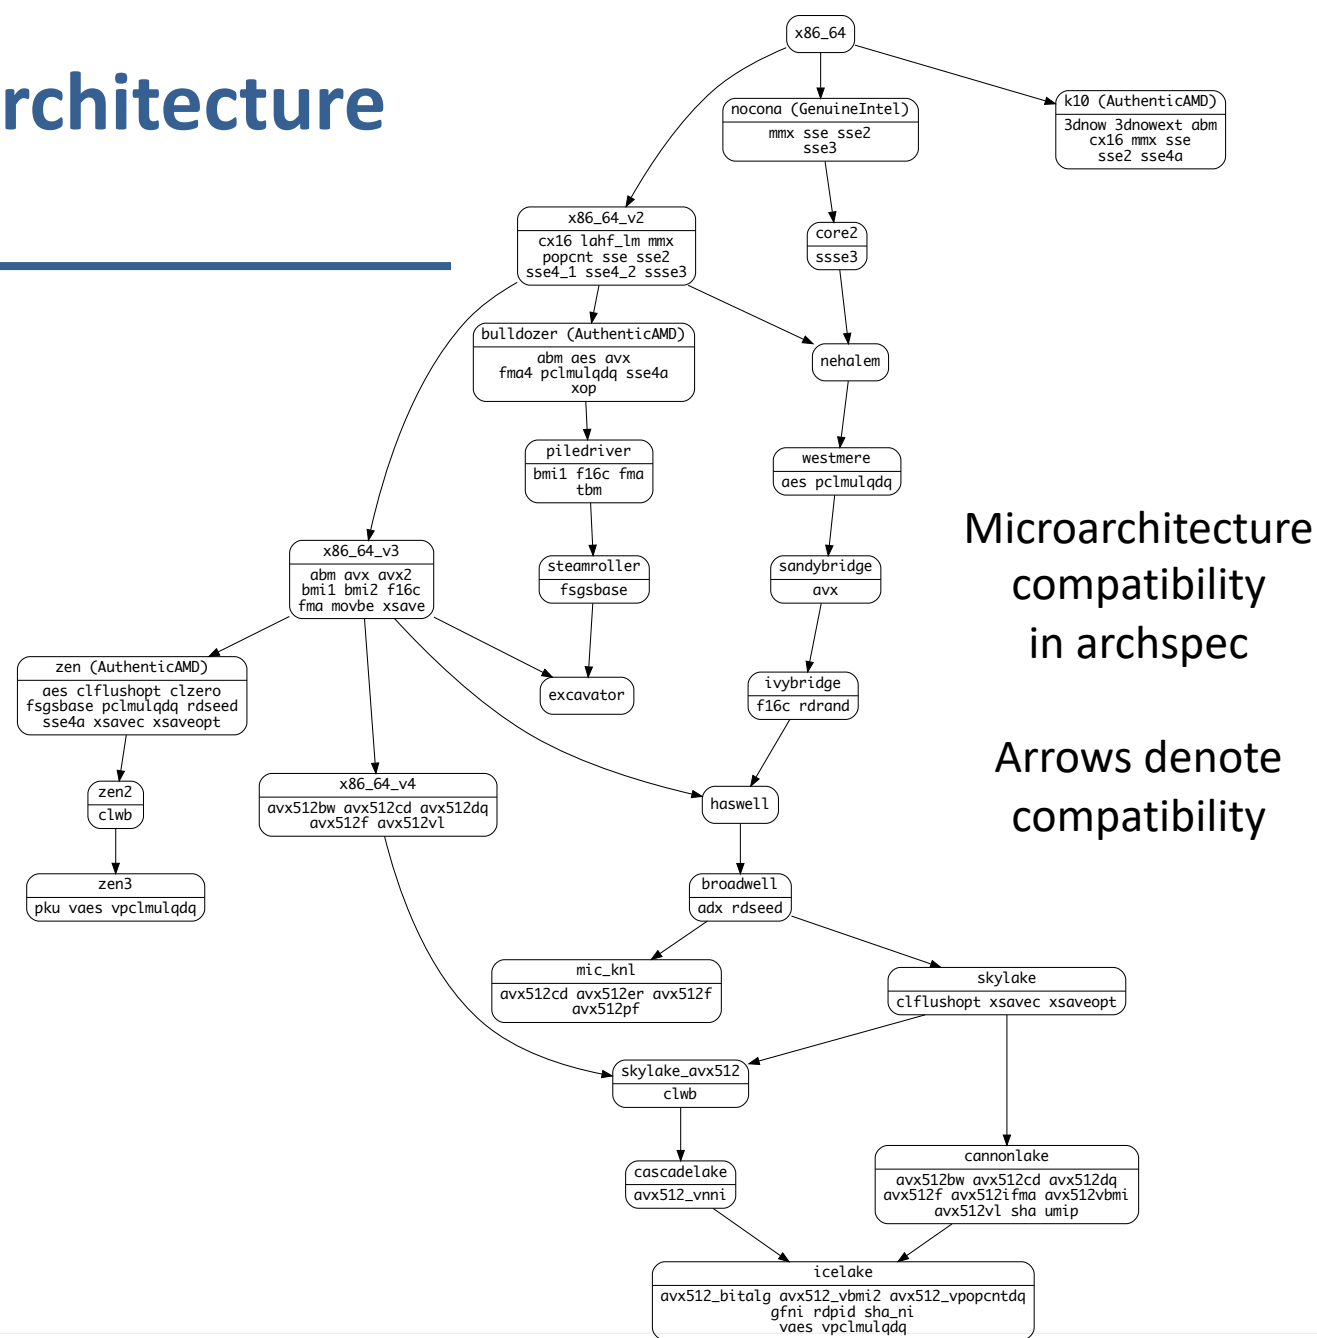 rchitecture
x86_64
nocona (GenuineIntel)
mmx sse sse2
sse3
k10 (AuthenticAMD)
3dnow 3dnowext abm
cx16 mmx sse
sse2 sse4a
x86_64_v2
cx16 lahf_lm mmx
popcnt sse sse2
sse4_1 sse4_2 ssse3
core2
ssse3
bulldozer (AuthenticAMD)
abm aes avx
fma4 pclmulqdq sse4a
xop
nehalem
piledriver
bmi1 f16c fma
tbm
westmere
aes pclmulqdq
x86_64_v3
abm avx avx2
bmi1 bmi2 f16c
fma movbe xsave
steamroller
fsgsbase
sandybridge
avx
Microarchitecture
compatibility
in archspec
zen (AuthenticAMD)
aes clflushopt clzero
fsgsbase pclmulqdq rdseed
sse4a xsavec xsaveopt
excavator
ivybridge
f16c rdrand
Arrows denote
compatibility
zen2
clwb
x86_64_v4
avx512bw avx512cd avx512dq
avx512f avx512vl
haswell
zen3
pku vaes vpclmulqdq
broadwell
adx rdseed
mic_knl
avx512cd avx512er avx512f
avx512pf
skylake
clflushopt xsavec xsaveopt
skylake_avx512
clwb
cascadelake
avx512_vnni
cannonlake
avx512bw avx512cd avx512dq
avx512f avx512ifma avx512vbmi
avx512vl sha umip
icelake
avx512_bitalg avx512_vbmi2 avx512_vpopcntdq
gfni rdpid sha_ni
vaes vpclmulqdq